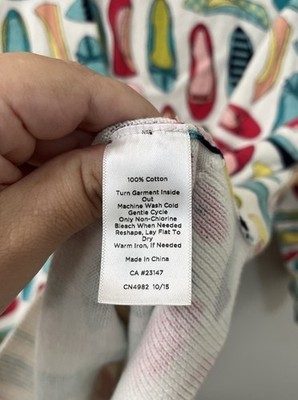 100% Cotton
Turn Garment Inside
Out
Machine Wash Cold
Gentle Cycle
Only Non-Chlorine
Bleach When Needed
Reshape, Lay Flat To
Dry
Warm Iron, If Needed
Made in China
CA #23147
CN4982 10/15